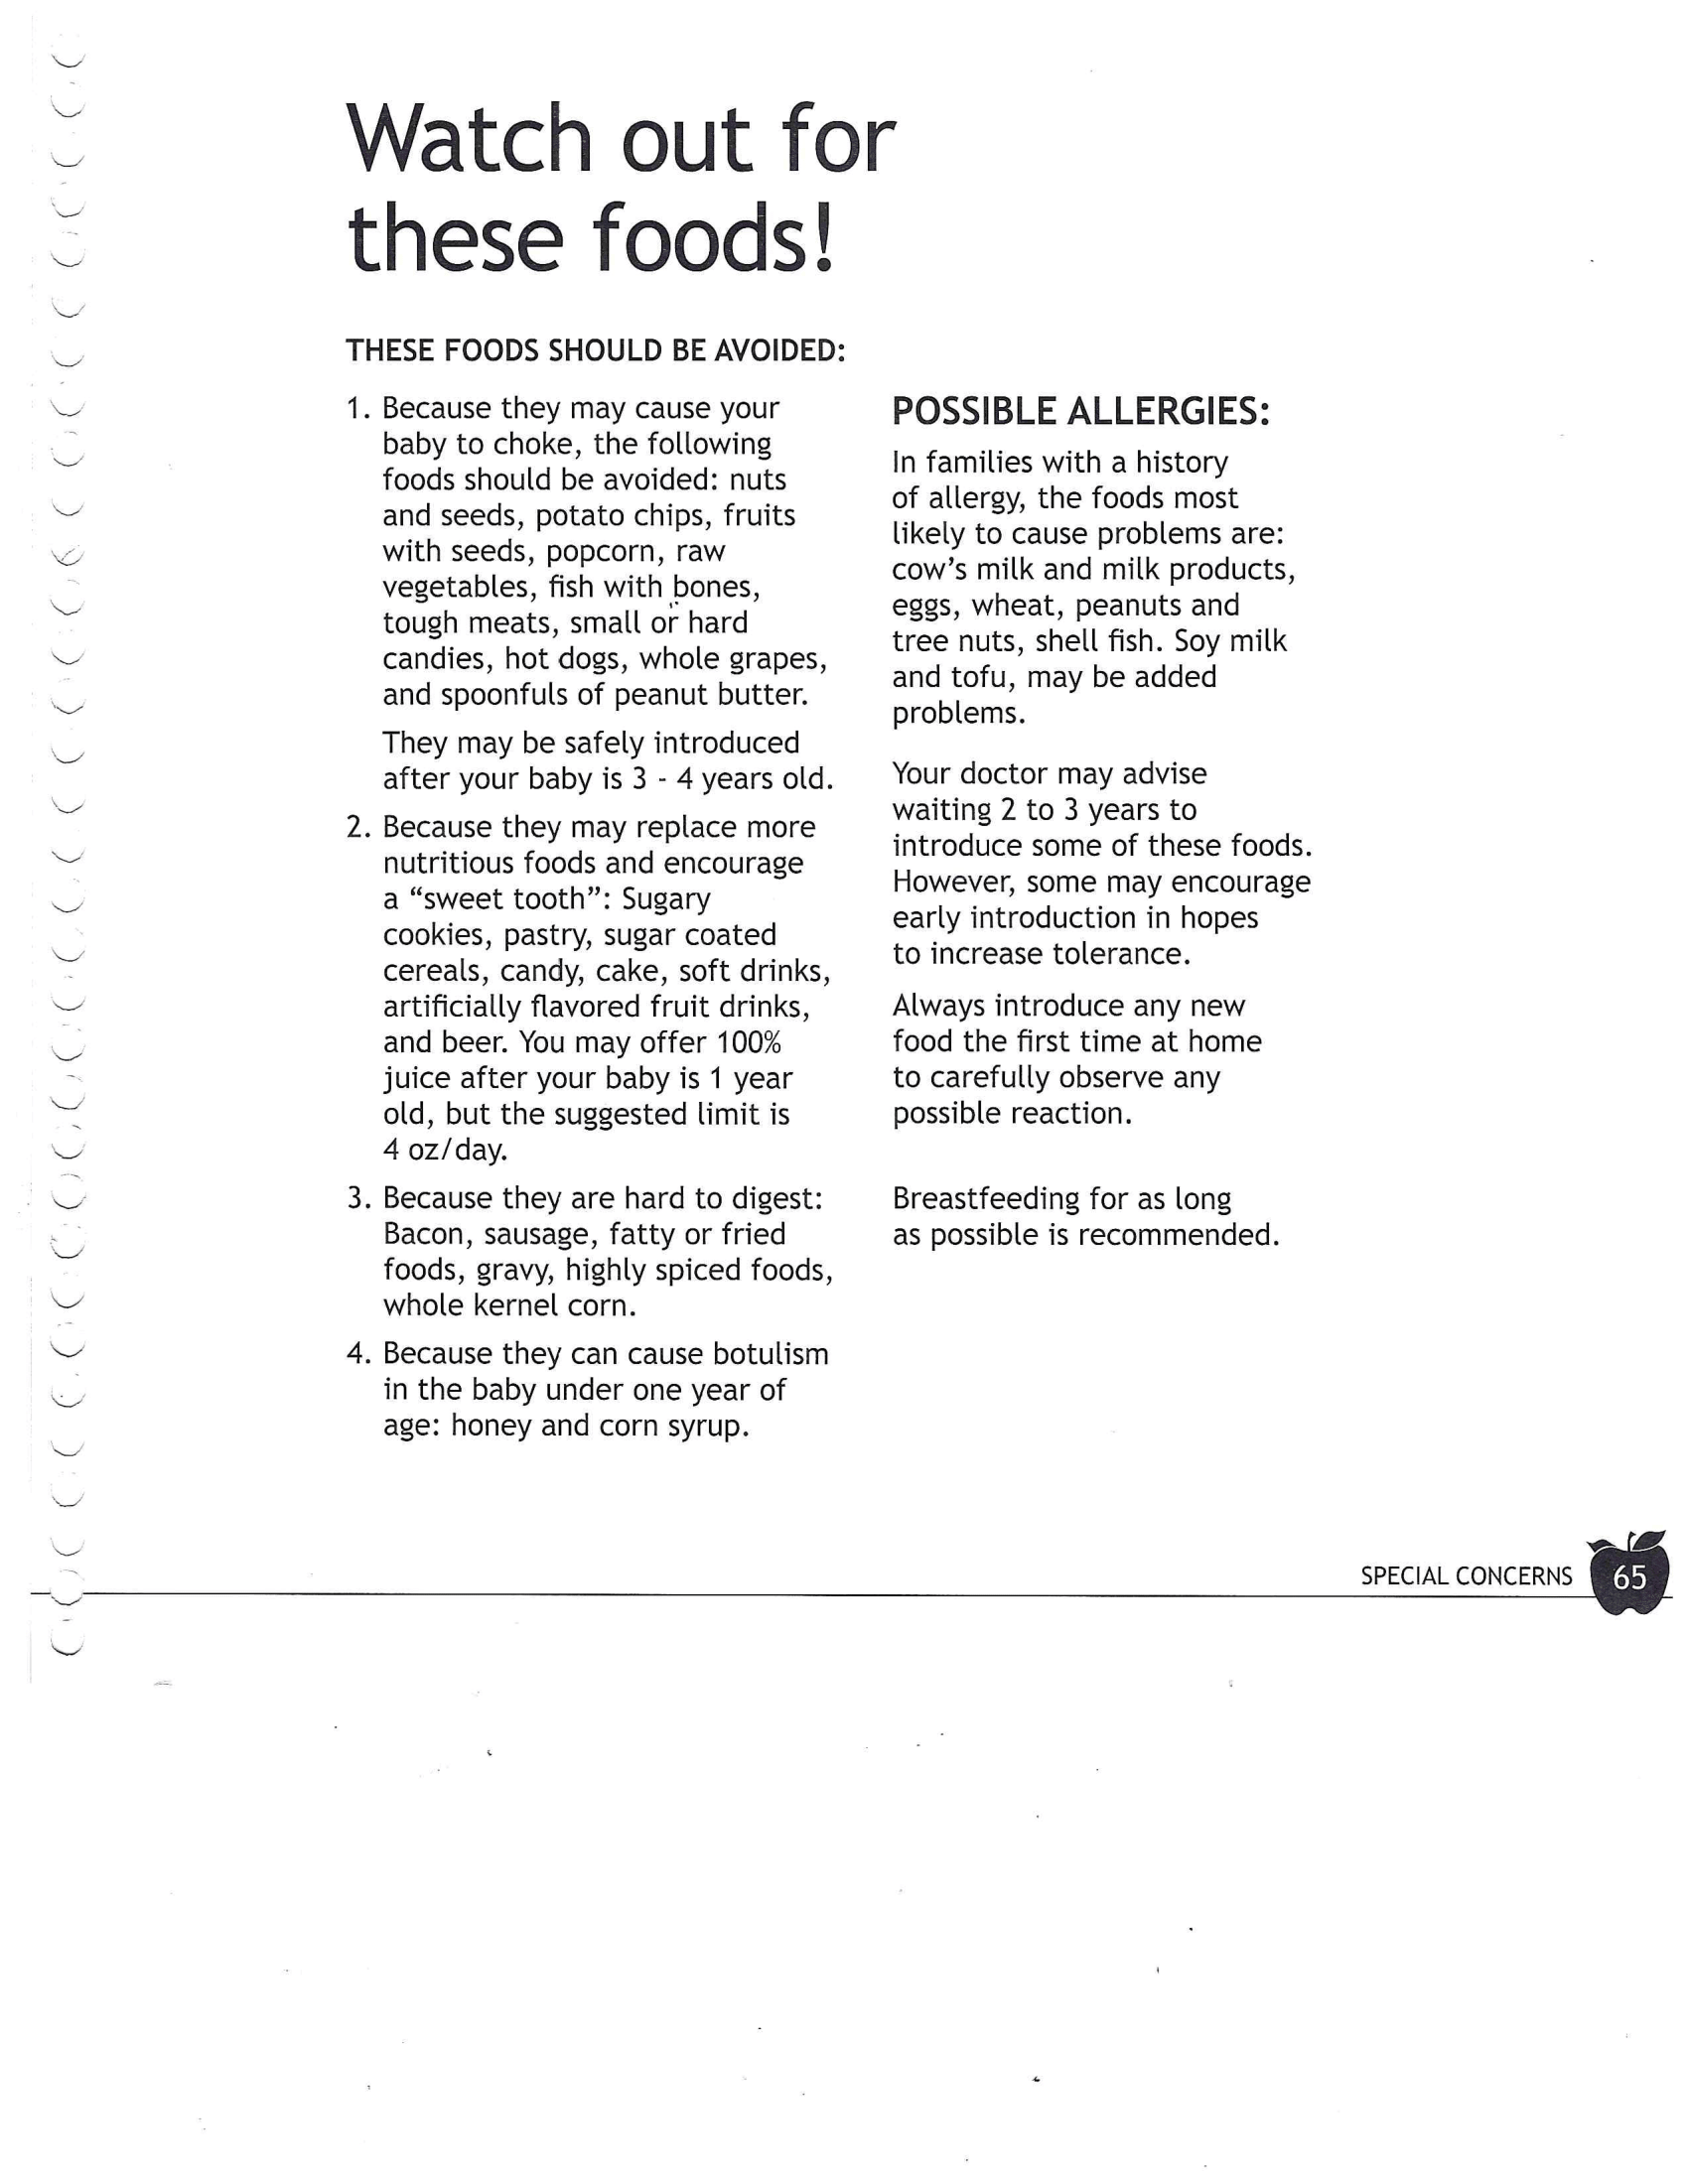 Watch out for
these foods!
THESE FOODS SHOULD BE AVOIDED:
1. Because they may cause your
baby to choke, the following
foods should be avoided: nuts
and seeds, potato chips, fruits
with seeds, popcorn, raw
vegetables, fish with bones,
tough meats, small or hard
candies, hot dogs, whole grapes,
and spoonfuls of peanut butter.
They may be safely introduced
after your baby is 3 - 4 years old.
2. Because they may replace more
nutritious foods and encourage
a “sweet tooth”: Sugary
cookies, pastry, sugar coated
cereals, candy, cake, soft drinks,
artificially flavored fruit drinks,
and beer. You may offer 100%
juice after your baby is 1 year
old, but the suggested limit is
4 oz/day.
3. Because they are hard to digest:
Bacon, sausage, fatty or fried
foods, gravy, highly spiced foods,
whole kernel corn.
4. Because they can cause botulism
in the baby under one year of
age: honey and corn syrup.
POSSIBLE ALLERGIES:
In families with a history
of allergy, the foods most
likely to cause problems are:
cow’s milk and milk products,
eggs, wheat, peanuts and
tree nuts, shell fish. Soy milk
and tofu, may be added
problems.
Your doctor may advise
waiting 2 to 3 years to
introduce some of these foods.
However, some may encourage
early introduction in hopes
to increase tolerance.
Always introduce any new
food the first time at home
to carefully observe any
possible reaction.
Breastfeeding for as long
as possible is recommended.
SPECIAL CONCERNS 65